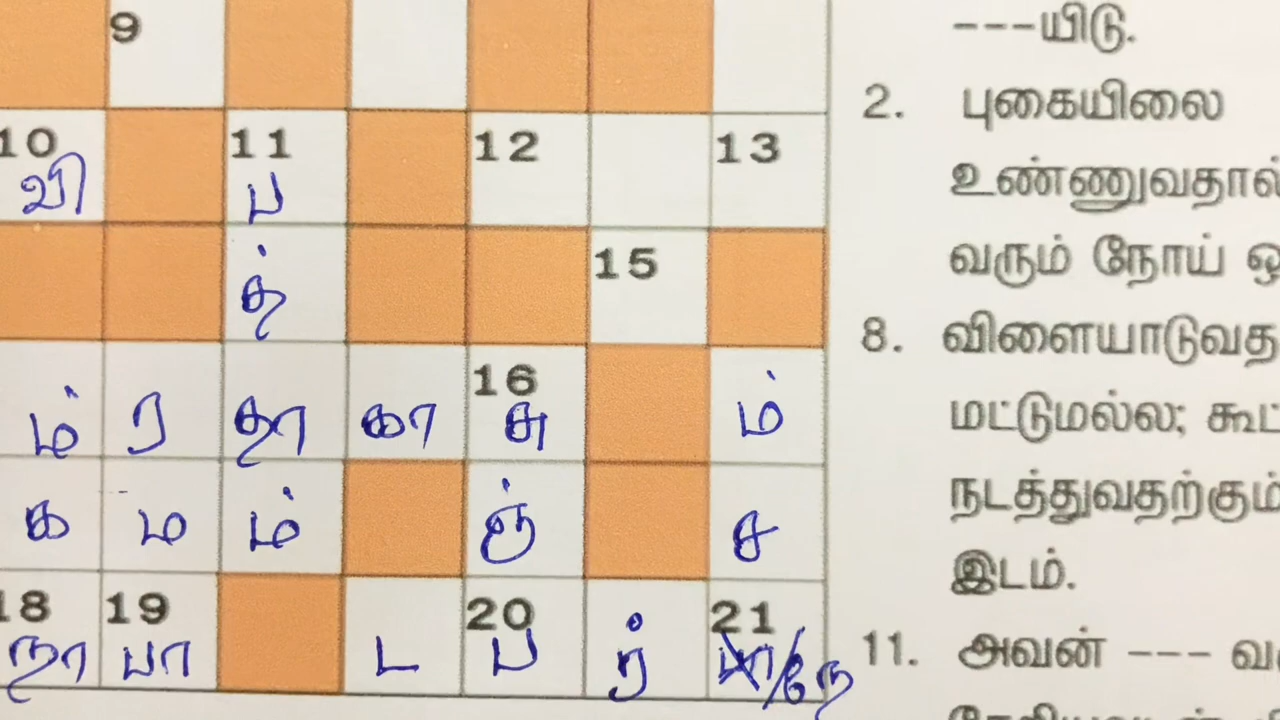 9
---யிடு.
2. புகையிலை
10 11 12 13
வி ப
உண்ணுவதால்
15
த்
வரும் நோய்
16
8. விளையாடுவத
ம் ர தா கா சு ம்
மட்டுமல்ல; கூட்
க ம ம் ஞ் ச
நடத்துவதற்கும்
இடம்.
18 19 20 21
றா பா ட ப ர்
11. அவன் ---